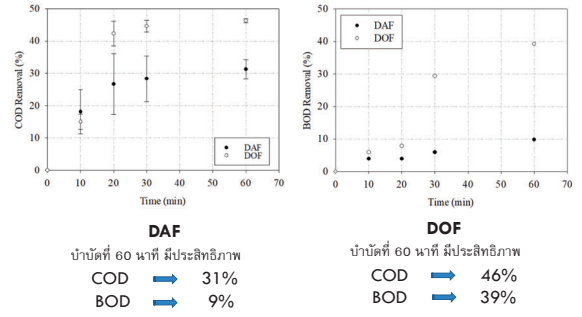 50
40
30
20
10
0
COD Removal (%)
DAF
DOF
0 10 20 30 40 50 60 70
Time (min)
50
40
30
20
10
0
BOD Removal (%)
DAF
DOF
0 10 20 30 40 50 60 70
Time (min)
DAF
บำบัดที่ 60 นาที มีประสิทธิภาพ
COD 31%
BOD 9%
DOF
บำบัดที่ 60 นาที มีประสิทธิภาพ
COD 46%
BOD 39%